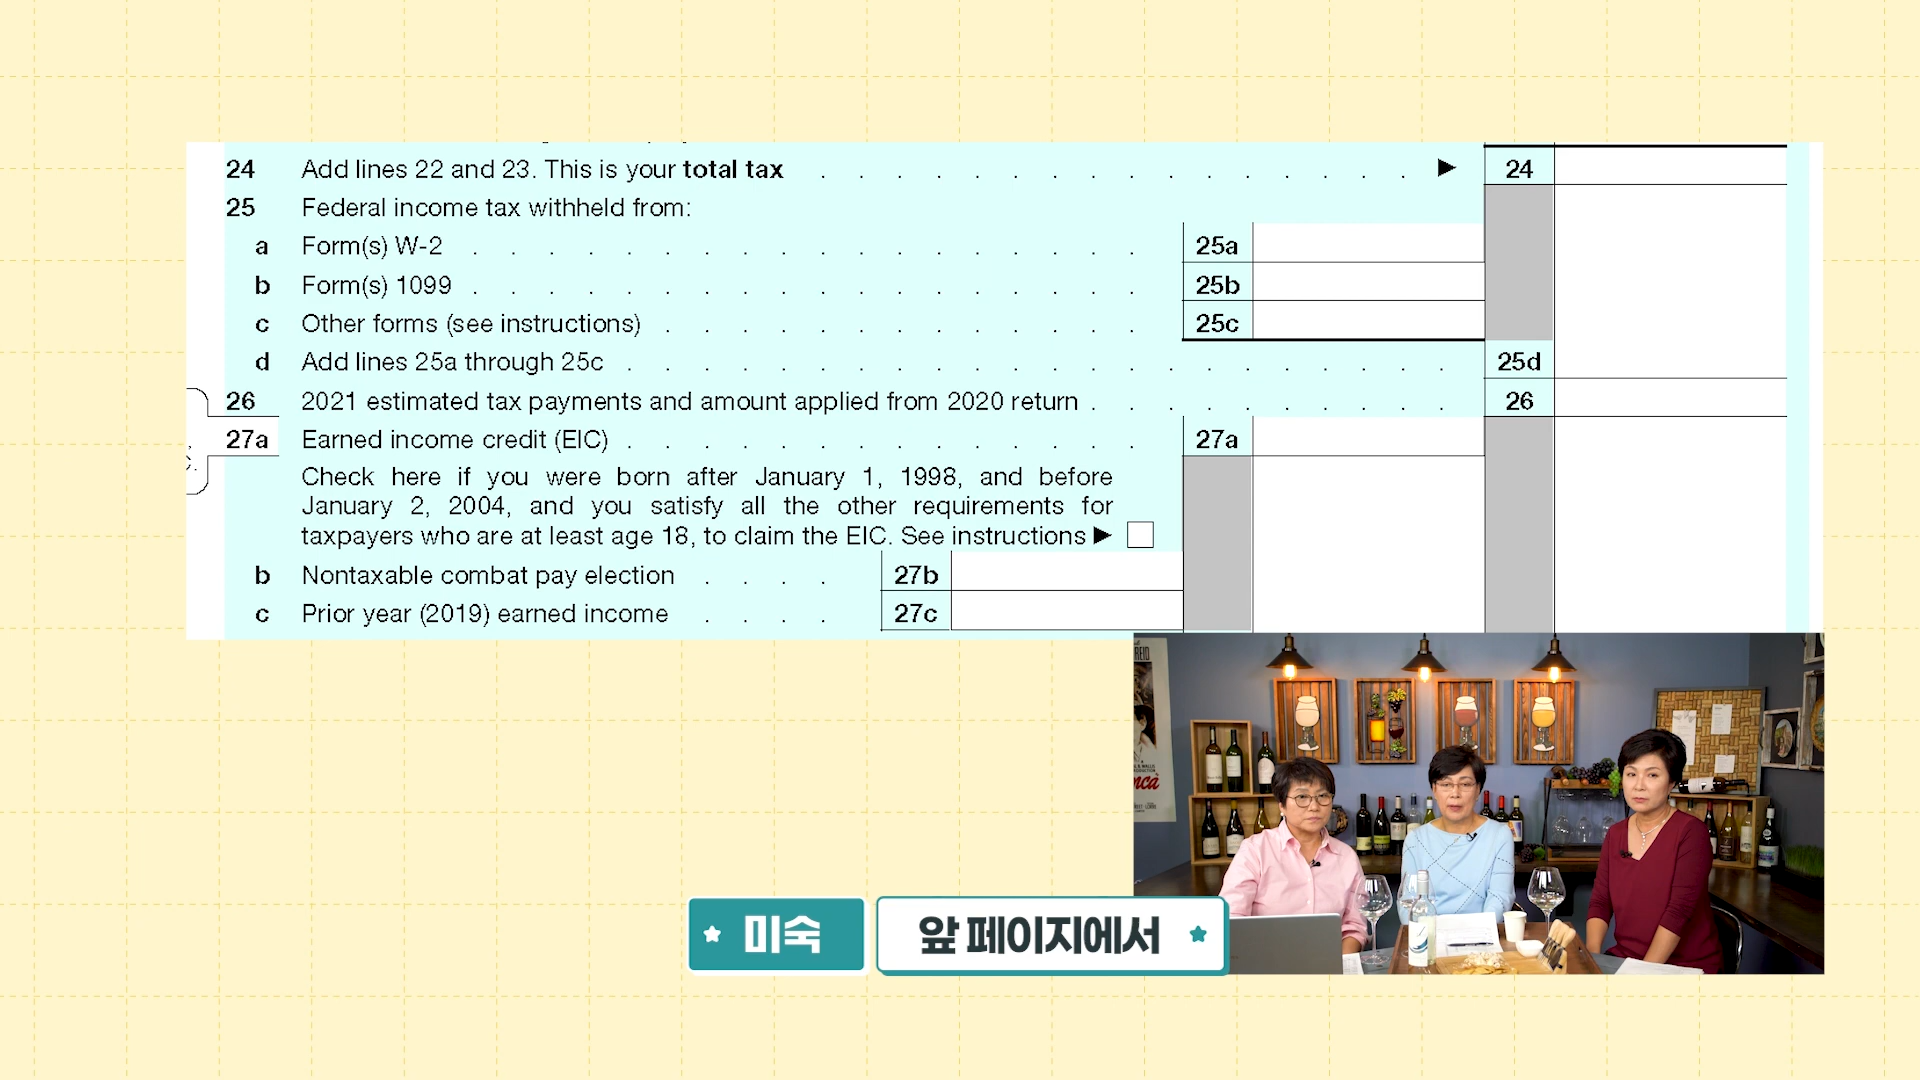 24 Add lines 22 and 23. This is your total tax . . . . . . . . . . . . . . . . ▶ 24
25 Federal income tax withheld from:
a Form(s) W-2 . . . . . . . . . . . . . . . . . . 25a
b Form(s) 1099 . . . . . . . . . . . . . . . . . . 25b
c Other forms (see instructions) . . . . . . . . . . . . . 25c
d Add lines 25a through 25c . . . . . . . . . . . . . . . . . . . . . . 25d
26 2021 estimated tax payments and amount applied from 2020 return . . . . . . . . . . 26
27a Earned income credit (EIC) . . . . . . . . . . . . . . 27a
Check here if you were born after January 1, 1998, and before
January 2, 2004, and you satisfy all the other requirements for
taxpayers who are at least age 18, to claim the EIC. See instructions ▶
b Nontaxable combat pay election . . . . 27b
c Prior year (2019) earned income . . . . 27c
REID
미숙 앞 페이지에서